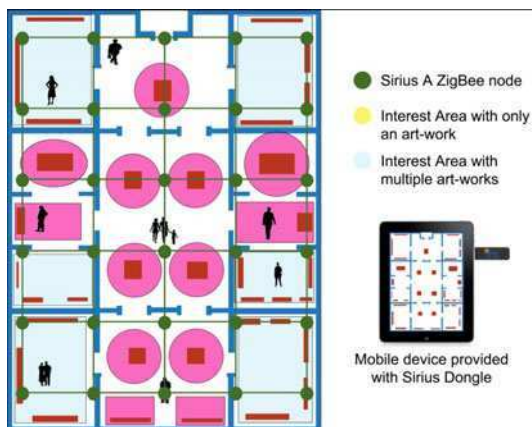 Sirius A ZigBee node
Interest Area with only
an art-work
Interest Area with
multiple art-works
Mobile device provided
with Sirius Dongle